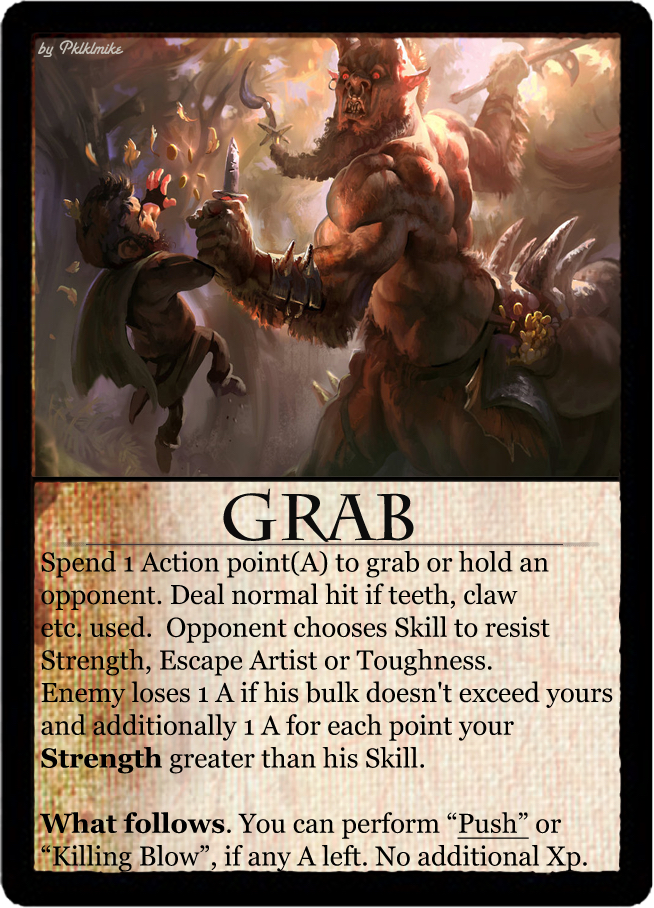 by Pklklmike
GRAB
Spend 1 Action point(A) to grab or hold an
opponent. Deal normal hit if teeth, claw
etc. used.  Opponent chooses Skill to resist
Strength, Escape Artist or Toughness.
Enemy loses 1 A if his bulk doesn't exceed yours
and additionally 1 A for each point your
Strength greater than his Skill.
What follows. You can perform “Push” or
“Killing Blow”, if any A left. No additional Xp.